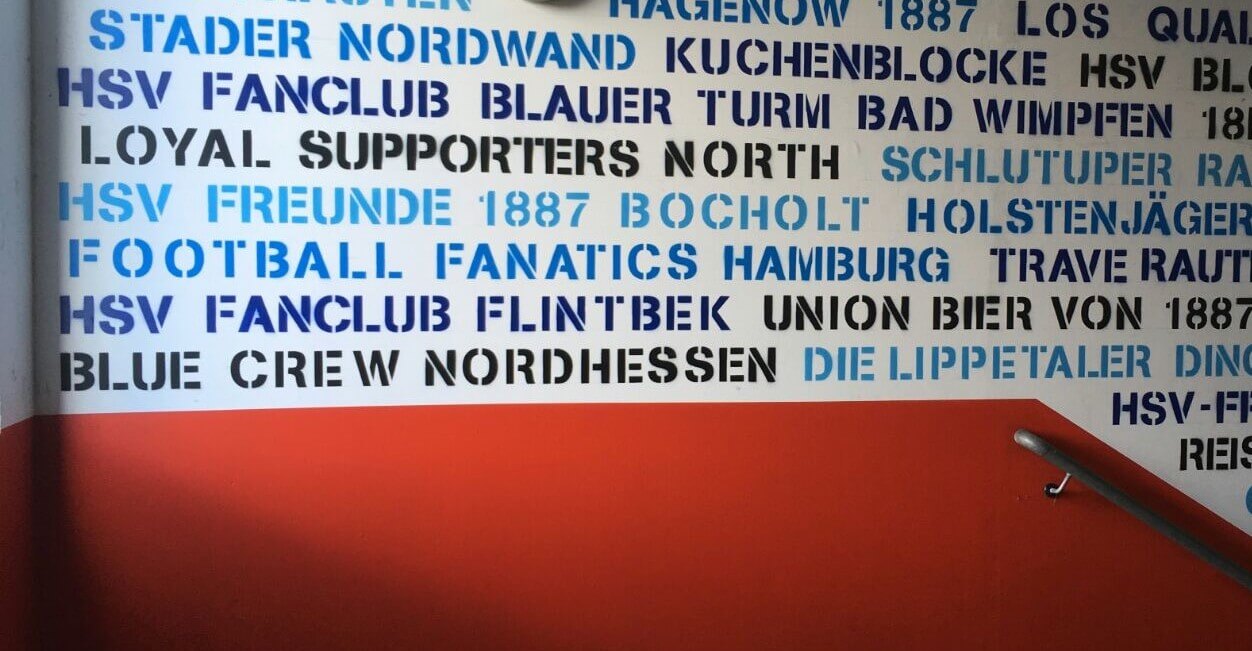 HAGENOW 1887 LOS
STADER NORDWAND KUCHENBLOCKE HSV
HSV FANCLUB BLAUER TURM BAD WIMPFEN
LOYAL SUPPORTERS NORTH SCHLUTUPER
HSV FREUNDE 1887 BOCHOLT HOLSTENJÄGER
FOOTBALL FANATICS HAMBURG TRAVE
HSV FANCLUB FLINTBEK UNION BIER VON 1887
BLUE CREW NORDHESSEN DIE LIPPETALER